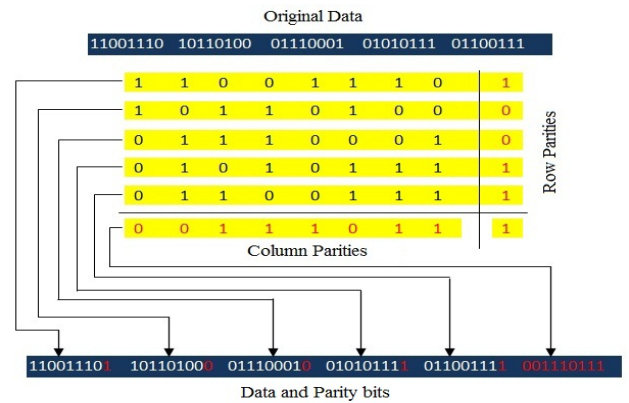 Original Data
11001110 10110100 01110001 01010111 01100111
1 1 0 0 1 1 1 0 1
1 0 1 1 0 1 0 0 0
0 1 1 1 0 0 0 1 0
0 1 0 1 0 1 1 1 1
0 1 1 0 0 1 1 1 1
0 0 1 1 1 0 1 1 1
Row Parities
Column Parities
110011101 101101000 011100010 010101111 011001111 001110111
Data and Parity bits